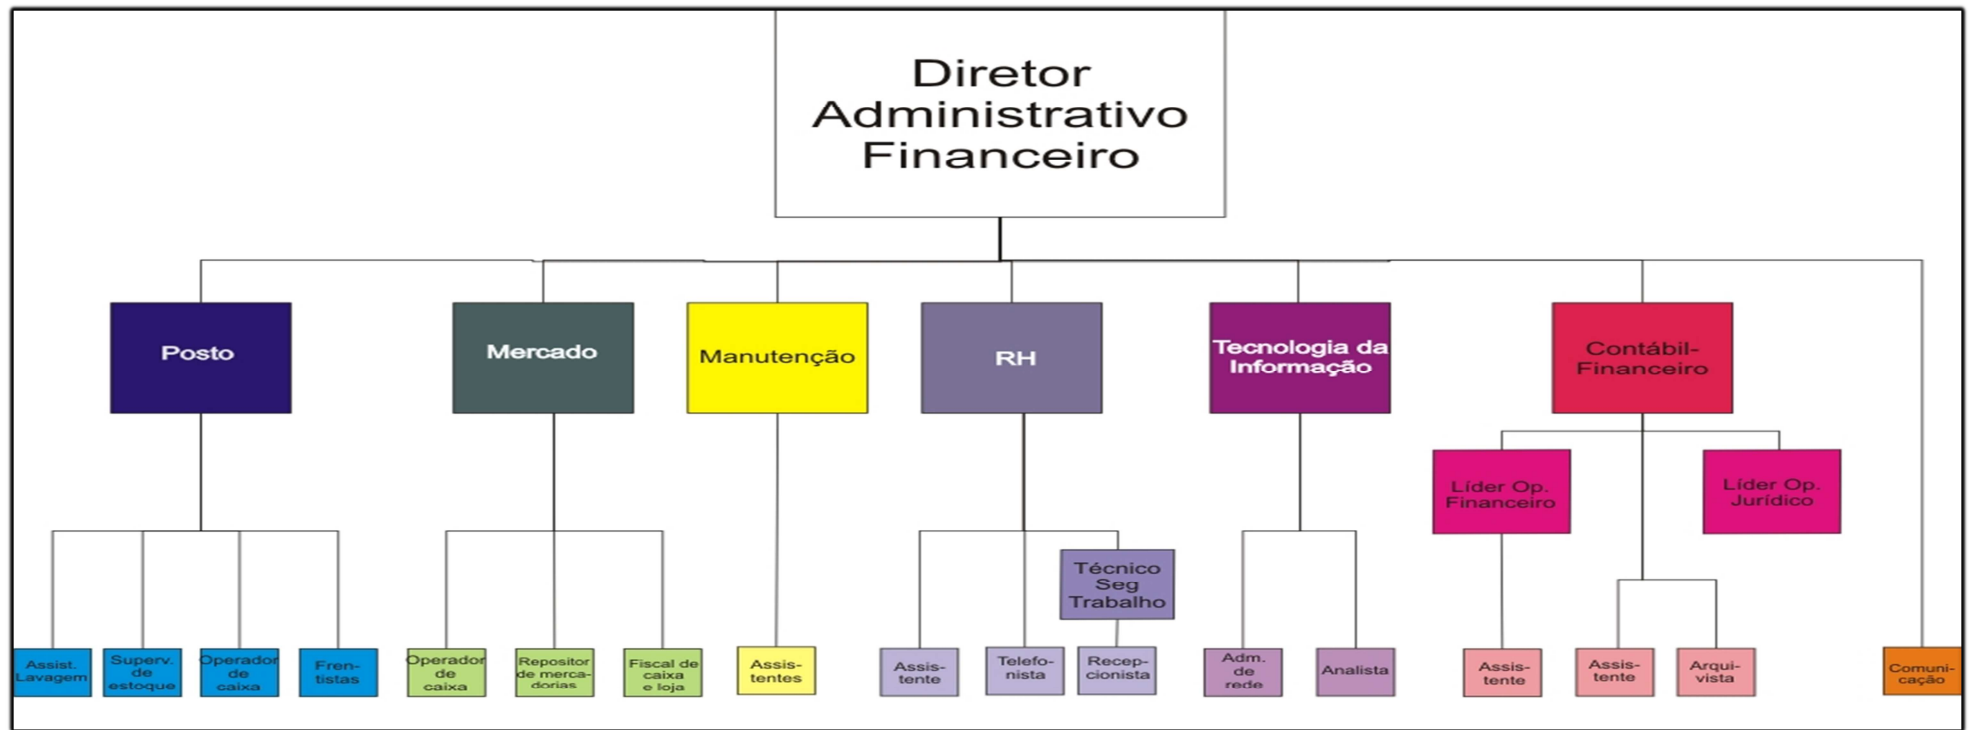 Diretor
Administrativo
Financeiro
Posto
Mercado
Manutenção
RH
Tecnologia da
Informação
Contábil-
Financeiro
Líder Op.
Financeiro
Líder Op.
Jurídico
Técnico
Seg
Trabalho
Assist.
Lavagem
Superv.
de
estoque
Operador
de
caixa
Fren-
tistas
Operador
de
caixa
Repositor
de merca-
dorias
Fiscal de
caixa
e loja
Assis-
tentes
Assis-
tente
Telefo-
nista
Recep-
cionista
Adm.
de
rede
Analista
Assis-
tente
Assis-
tente
Arqui-
vista
Comuni-
cação